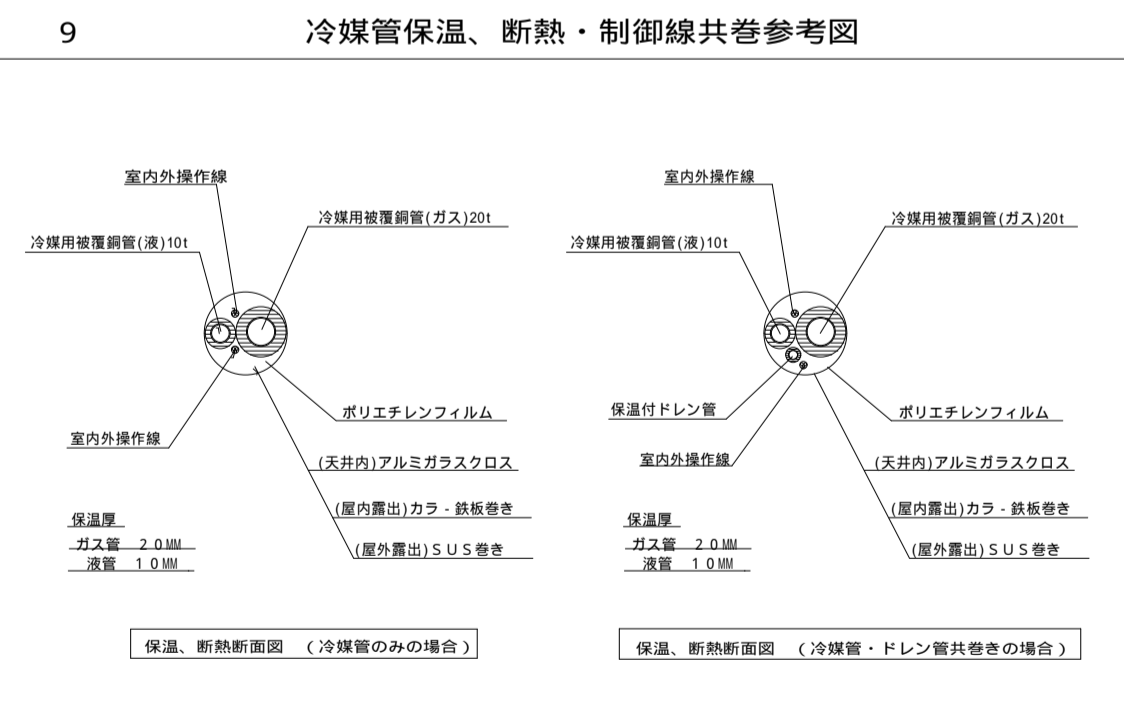 9
冷媒管保温、断熱・制御線共巻参考図
室内外操作線
冷媒用被覆銅管(ガス)20t
冷媒用被覆銅管(液)10t
ポリエチレンフィルム
室内外操作線
(天井内)アルミガラスクロス
(屋内露出)カラ - 鉄板巻き
(屋外露出)ＳＵＳ巻き
保温厚
ガス管　２０MM
液管　１０MM
保温、断熱断面図　（冷媒管のみの場合）
室内外操作線
冷媒用被覆銅管(ガス)20t
冷媒用被覆銅管(液)10t
保温付ドレン管
ポリエチレンフィルム
室内外操作線
(天井内)アルミガラスクロス
(屋内露出)カラ - 鉄板巻き
(屋外露出)ＳＵＳ巻き
保温厚
ガス管　２０MM
液管　１０MM
保温、断熱断面図　（冷媒管・ドレン管共巻きの場合）